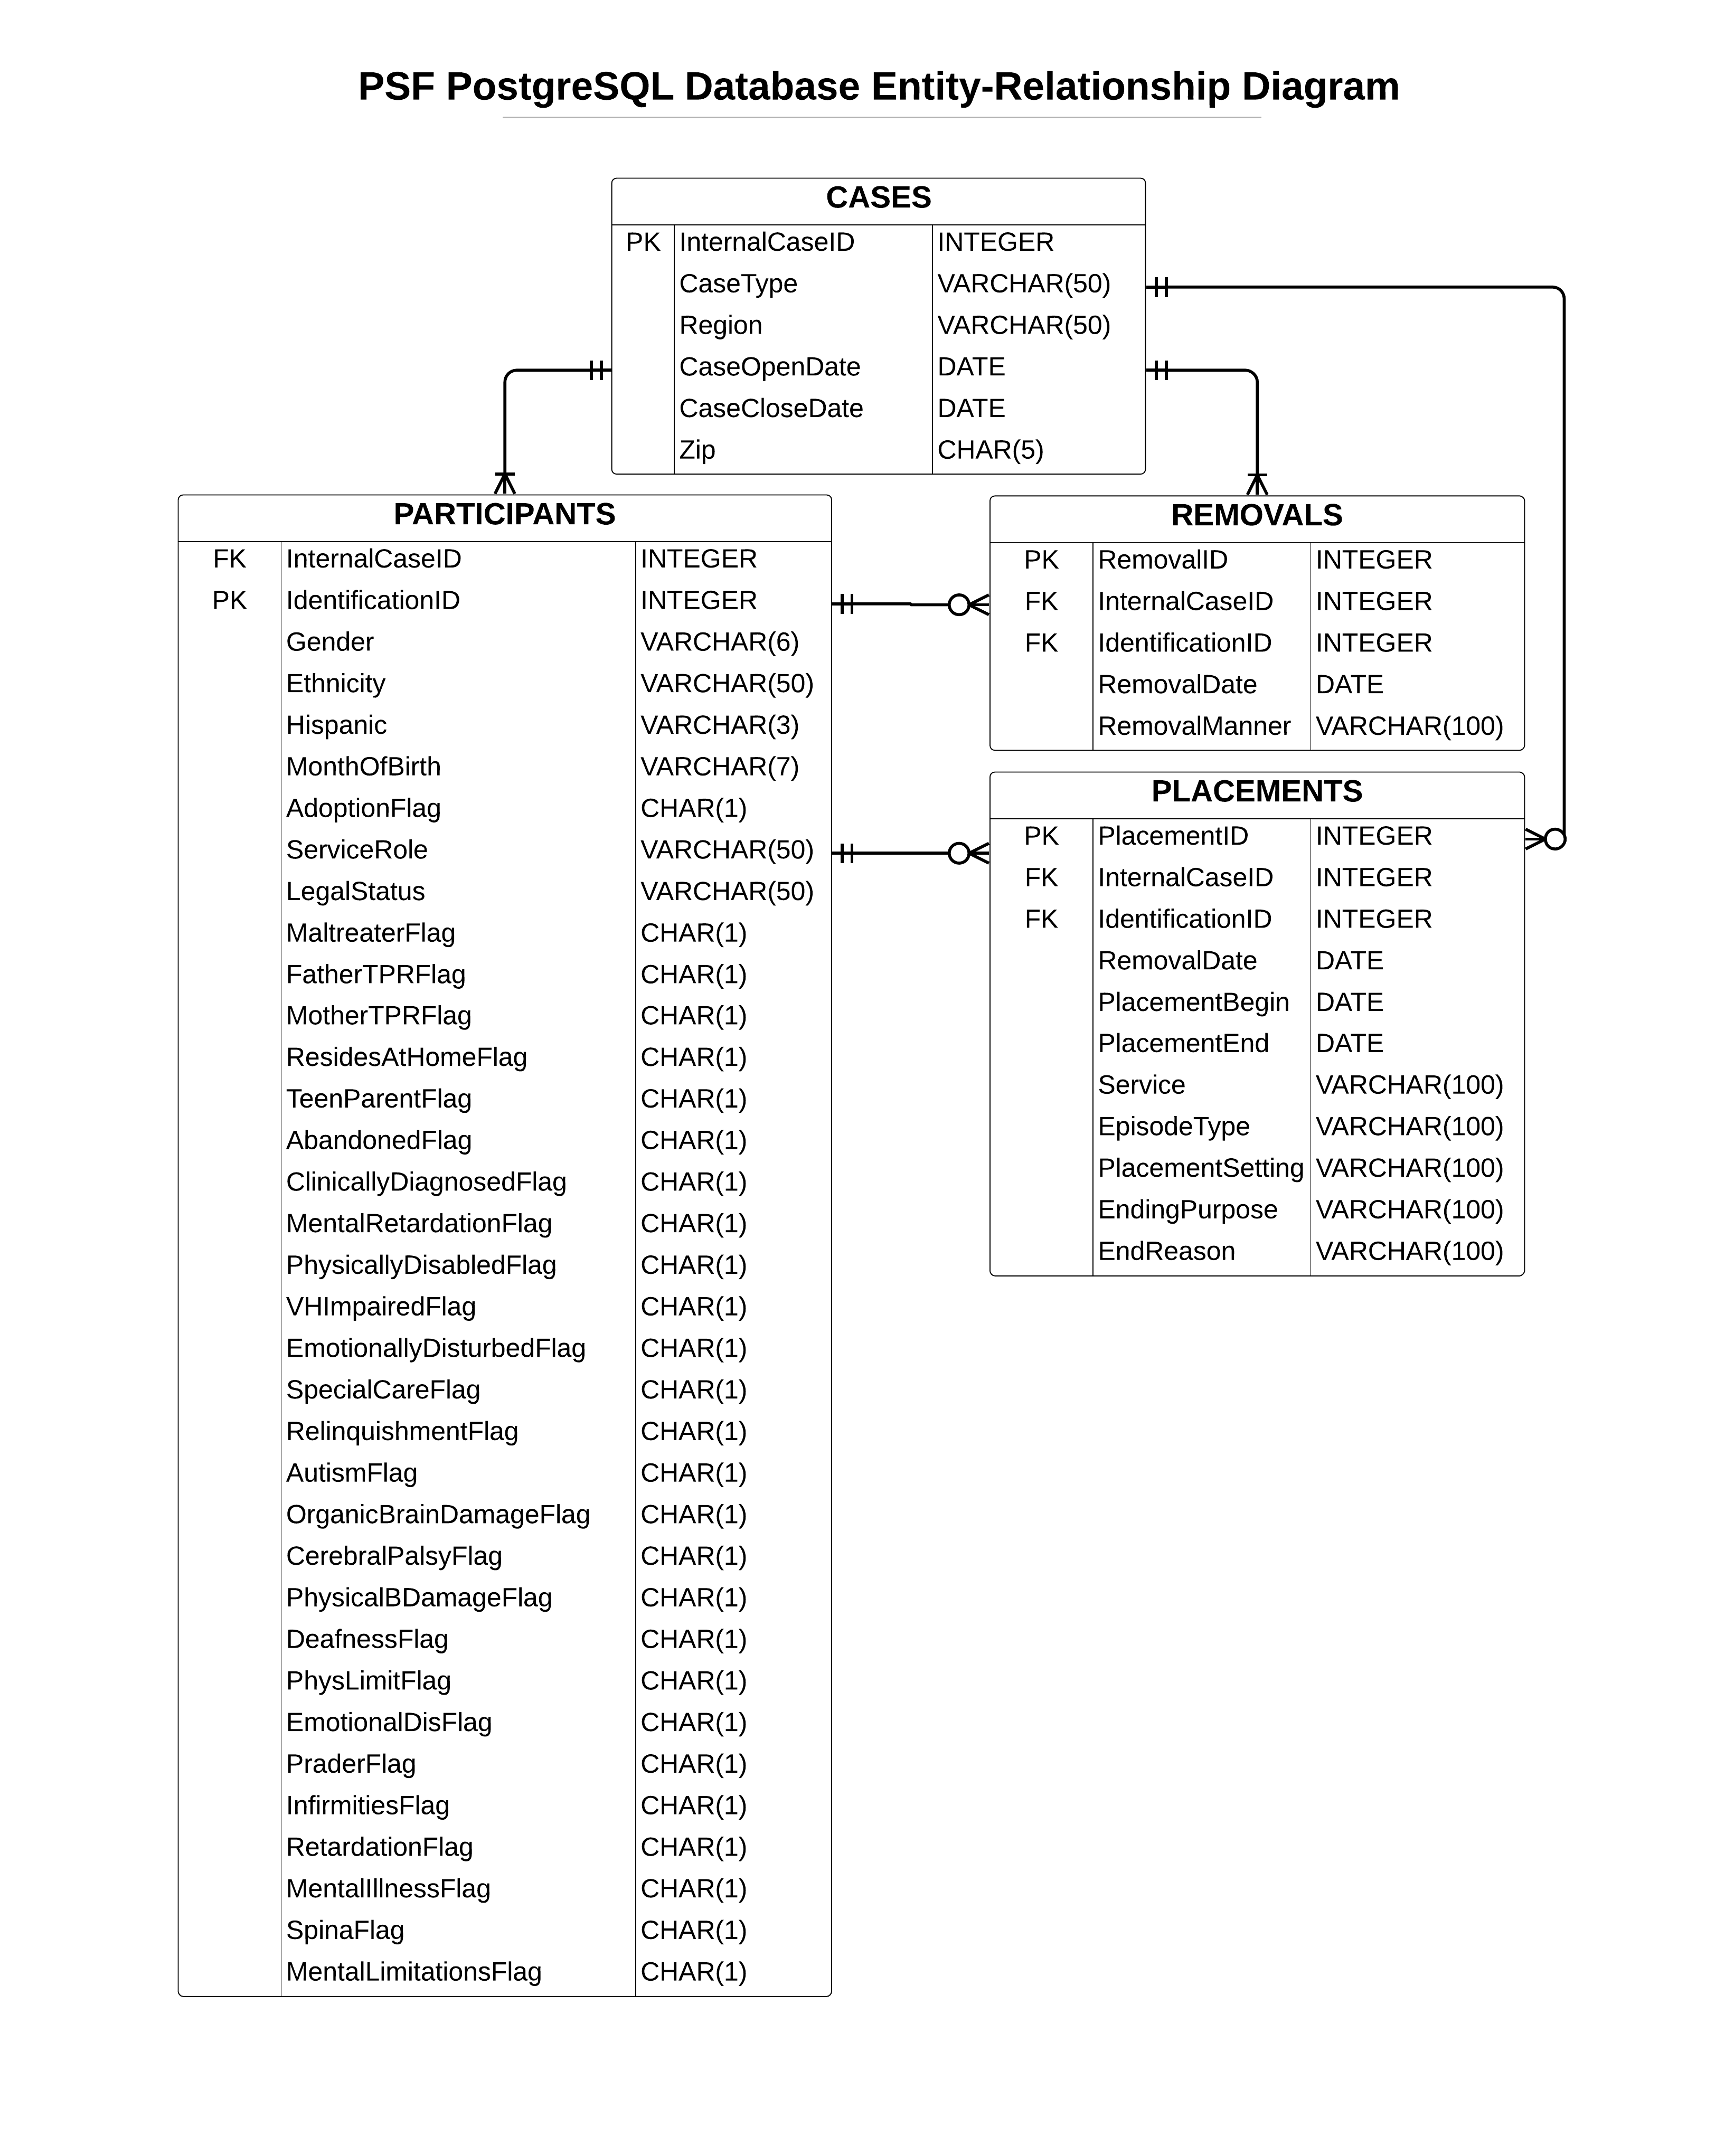 PSF PostgreSQL Database Entity-Relationship Diagram
CASES
PK InternalCaseID INTEGER
CaseType VARCHAR(50)
Region VARCHAR(50)
CaseOpenDate DATE
CaseCloseDate DATE
Zip CHAR(5)
PARTICIPANTS
FK InternalCaseID INTEGER
PK IdentificationID INTEGER
Gender VARCHAR(6)
Ethnicity VARCHAR(50)
Hispanic VARCHAR(3)
MonthOfBirth VARCHAR(7)
AdoptionFlag CHAR(1)
ServiceRole VARCHAR(50)
LegalStatus VARCHAR(50)
MaltreaterFlag CHAR(1)
FatherTPRFlag CHAR(1)
MotherTPRFlag CHAR(1)
ResidesAtHomeFlag CHAR(1)
TeenParentFlag CHAR(1)
AbandonedFlag CHAR(1)
ClinicallyDiagnosedFlag CHAR(1)
MentalRetardationFlag CHAR(1)
PhysicallyDisabledFlag CHAR(1)
VHImpairedFlag CHAR(1)
EmotionallyDisturbedFlag CHAR(1)
SpecialCareFlag CHAR(1)
RelinquishmentFlag CHAR(1)
AutismFlag CHAR(1)
OrganicBrainDamageFlag CHAR(1)
CerebralPalsyFlag CHAR(1)
PhysicalBDamageFlag CHAR(1)
DeafnessFlag CHAR(1)
PhysLimitFlag CHAR(1)
EmotionalDisFlag CHAR(1)
PraderFlag CHAR(1)
InfirmitiesFlag CHAR(1)
RetardationFlag CHAR(1)
MentalIllnessFlag CHAR(1)
SpinaFlag CHAR(1)
MentalLimitationsFlag CHAR(1)
REMOVALS
PK RemovalID INTEGER
FK InternalCaseID INTEGER
FK IdentificationID INTEGER
RemovalDate DATE
RemovalManner VARCHAR(100)
PLACEMENTS
PK PlacementID INTEGER
FK InternalCaseID INTEGER
FK IdentificationID INTEGER
RemovalDate DATE
PlacementBegin DATE
PlacementEnd DATE
Service VARCHAR(100)
EpisodeType VARCHAR(100)
PlacementSetting VARCHAR(100)
EndingPurpose VARCHAR(100)
EndReason VARCHAR(100)